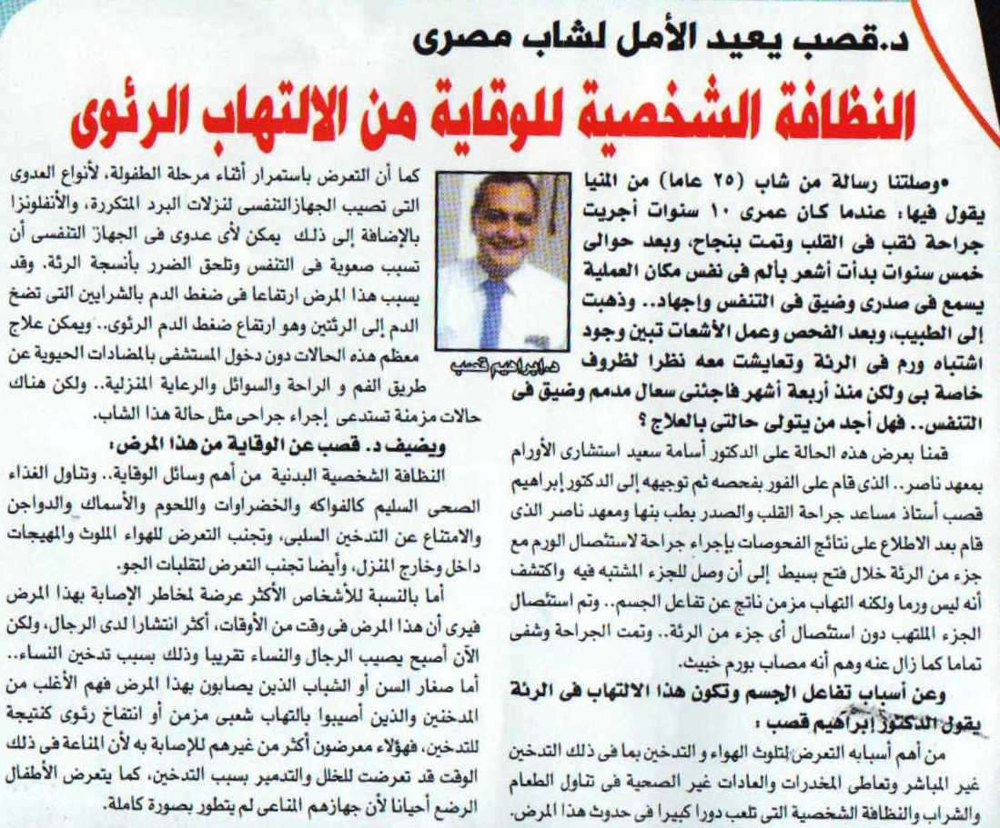 د.قصب يعيد الأمل لشاب مصرى
النظافة الشخصية للوقاية من الالتهاب الرئوى
•وصلتنا رسالة من شاب (٢٥ عاما) من المنيا
يقول فيها: عندما كان عمرى ١٠ سنوات أجريت
جراحة ثقب فى القلب وتمت بنجاح، وبعد حوالى
خمس سنوات بدأت أشعر بألم فى نفس مكان العملية
يسمع فى صدرى وضيق فى التنفس وإجهاد.. وذهبت
إلى الطبيب، وبعد الفحص وعمل الأشعات تبين وجود
اشتباه ورم فى الرئة وتعايشت معه نظرا لظروف
خاصة بى ولكن منذ أربعة أشهر فاجئنى سعال مدمم وضيق فى
التنفس.. فهل أجد من يتولى حالتى بالعلاج ؟
قمنا بعرض هذه الحالة على الدكتور أسامة سعيد استشارى الأورام
بمعهد ناصر.. الذى قام على الفور بفحصه ثم توجيهه إلى الدكتور إبراهيم
قصب أستاذ مساعد جراحة القلب والصدر بطب بنها ومعهد ناصر الذى
قام بعد الاطلاع على نتائج الفحوصات بإجراء جراحة لاستئصال الورم مع
جزء من الرئة خلال فتح بسيط إلى أن وصل للجزء المشتبه فيه واكتشف
أنه ليس ورما ولكنه التهاب مزمن ناتج عن تفاعل الجسم.. وتم استئصال
الجزء الملتهب دون استئصال أى جزء من الرئة.. وتمت الجراحة وشفى
تماما كما زال عنه وهم أنه مصاب بورم خبيث.
وعن أسباب تفاعل الجسم وتكون هذا الالتهاب فى الرئة
يقول الدكتور إبراهيم قصب :
من أهم أسبابه التعرض لتلوث الهواء و التدخين بما فى ذلك التدخين
غير المباشر وتعاطى المخدرات والعادات غير الصحية فى تناول الطعام
والشراب والنظافة الشخصية التى تلعب دورا كبيرا فى حدوث هذا المرض.
د.إبراهيم قصب
كما أن التعرض باستمرار أثناء مرحلة الطفولة، لأنواع العدوى
التى تصيب الجهاز التنفسى لنزلات البرد المتكررة، والأنفلونزا
بالإضافة إلى ذلك يمكن لأى عدوى فى الجهاز التنفسى أن
تسبب صعوبة فى التنفس وتلحق الضرر بأنسجة الرئة. وقد
يسبب هذا المرض ارتفاعا فى ضغط الدم بالشرايين التى تضخ
الدم إلى الرئتين وهو ارتفاع ضغط الدم الرئوى.. ويمكن علاج
معظم هذه الحالات دون دخول المستشفى بالمضادات الحيوية عن
طريق الفم و الراحة والسوائل والرعاية المنزلية.. ولكن هناك
حالات مزمنة تستدعى إجراء جراحى مثل حالة هذا الشاب.
ويضيف د. قصب عن الوقاية من هذا المرض:
النظافة الشخصية البدنية من أهم وسائل الوقاية.. وتناول الغذاء
الصحى السليم كالفواكه والخضراوات واللحوم والأسماك والدواجن
والامتناع عن التدخين السلبى، وتجنب التعرض للهواء الملوث والمهيجات
داخل وخارج المنزل، وأيضا تجنب التعرض لتقلبات الجو.
أما بالنسبة للأشخاص الأكثر عرضة لمخاطر الإصابة بهذا المرض
فيرى أن هذا المرض فى وقت من الأوقات، أكثر انتشارا لدى الرجال، ولكن
الآن أصبح يصيب الرجال والنساء تقريبا وذلك بسبب تدخين النساء..
أما صغار السن أو الشباب الذين يصابون بهذا المرض فهم الأغلب من
المدخنين والذين أصيبوا بالتهاب شعبى مزمن أو انتفاخ رئوى كنتيجة
للتدخين، فهؤلاء معرضون أكثر من غيرهم للإصابة به لأن المناعة فى ذلك
الوقت قد تعرضت للخلل والتدمير بسبب التدخين، كما يتعرض الأطفال
الرضع أحيانا لأن جهازهم المناعى لم يتطور بصورة كاملة.